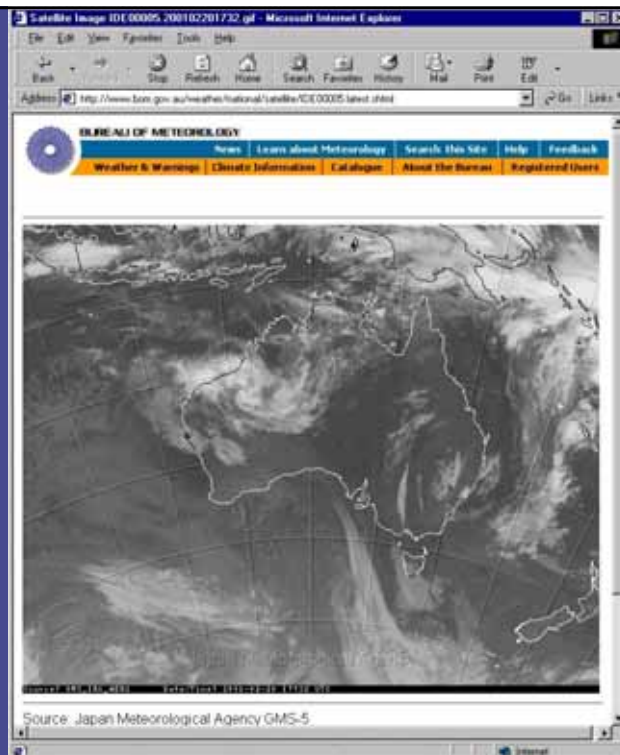 Satellite Image IDE00005.200102201732.gif - Microsoft Internet Explorer
File Edit View Favorites Tools Help
Back Stop Refresh Home Search Favorites History Mail Print Edit
Address http://www.bom.gov.au/weather/national/satellite/IDE00005.latest.shtml Go Links
BUREAU OF METEOROLOGY
News Learn about Meteorology Search this Site Help Feedback
Weather & Warnings Climate Information Catalogue About the Bureau Registered Users
Source: Japan Meteorological Agency GMS-5
Internet